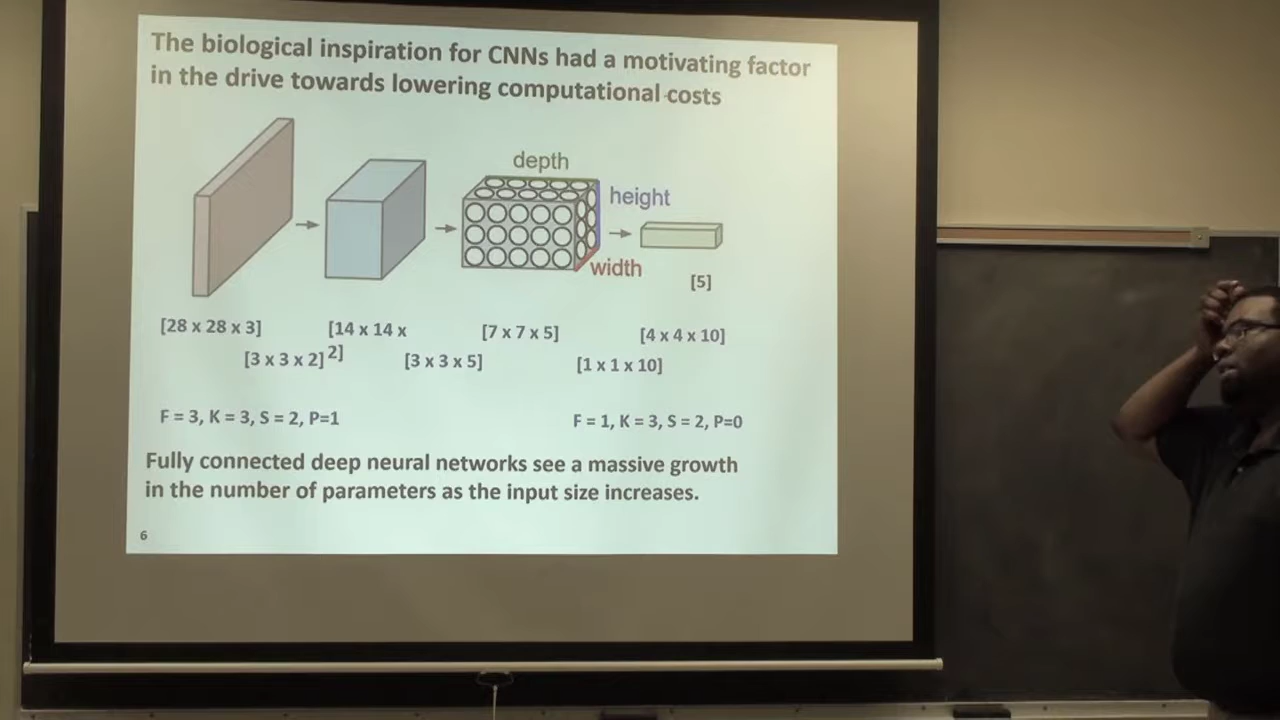 The biological inspiration for CNNs had a motivating factor
in the drive towards lowering computational costs
depth
height
width
[5]
[28 x 28 x 3]
[14 x 14 x
2]
[7 x 7 x 5]
[4 x 4 x 10]
[3 x 3 x 2]
[3 x 3 x 5]
[1 x 1 x 10]
F = 3, K = 3, S = 2, P=1
F = 1, K = 3, S = 2, P=0
Fully connected deep neural networks see a massive growth
in the number of parameters as the input size increases.
6